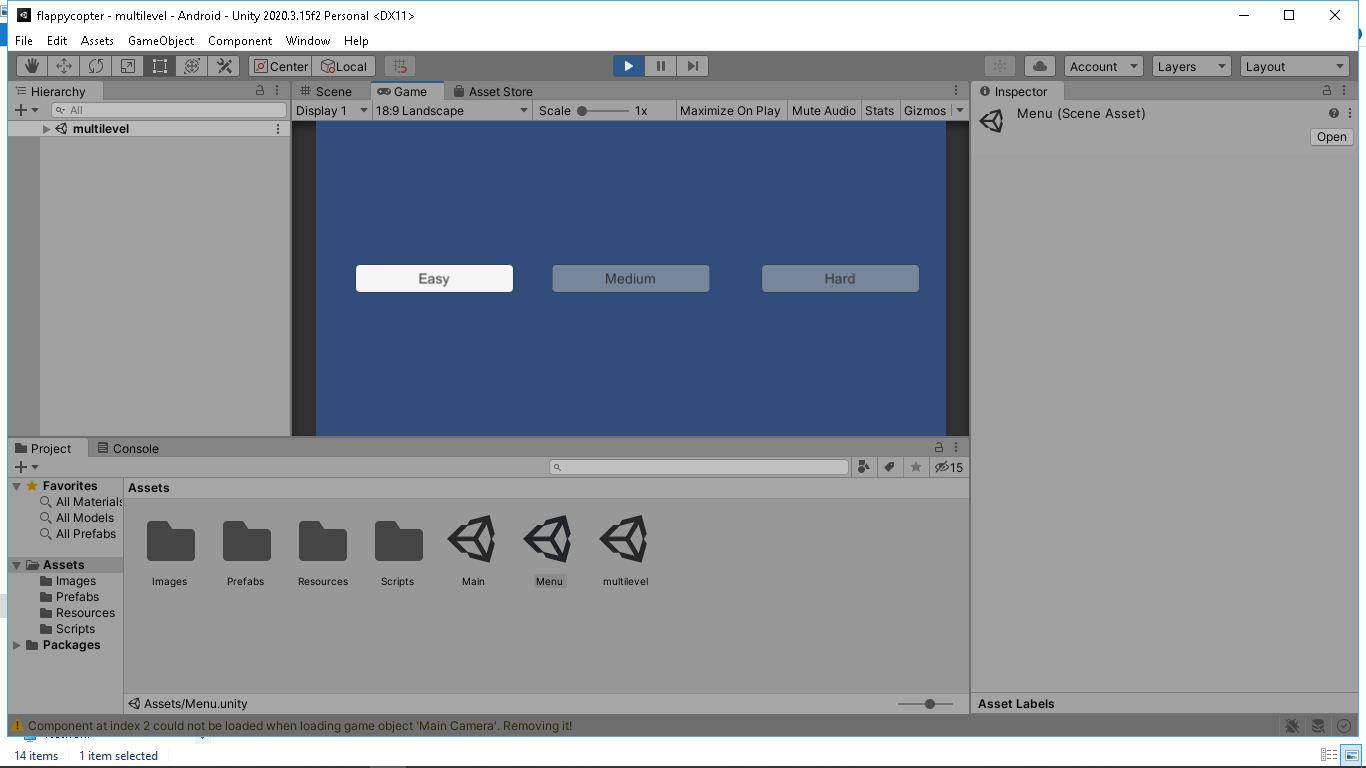 flappycopter - multilevel - Android - Unity 2020.3.15f2 Personal <DX11>
File Edit Assets GameObject Component Window Help
Center Local Account Layers Layout
Hierarchy
All
multilevel
Scene Game Asset Store
Display 1 18:9 Landscape Scale 1x Maximize On Play Mute Audio Stats Gizmos
Easy Medium Hard
Inspector
Menu (Scene Asset)
Open
Project Console
15
Favorites
All Materials
All Models
All Prefabs
Assets
Images
Prefabs
Resources
Scripts
Packages
Assets
Images Prefabs Resources Scripts Main Menu multilevel
Assets/Menu.unity
Asset Labels
Component at index 2 could not be loaded when loading game object 'Main Camera'. Removing it!
14 items 1 item selected